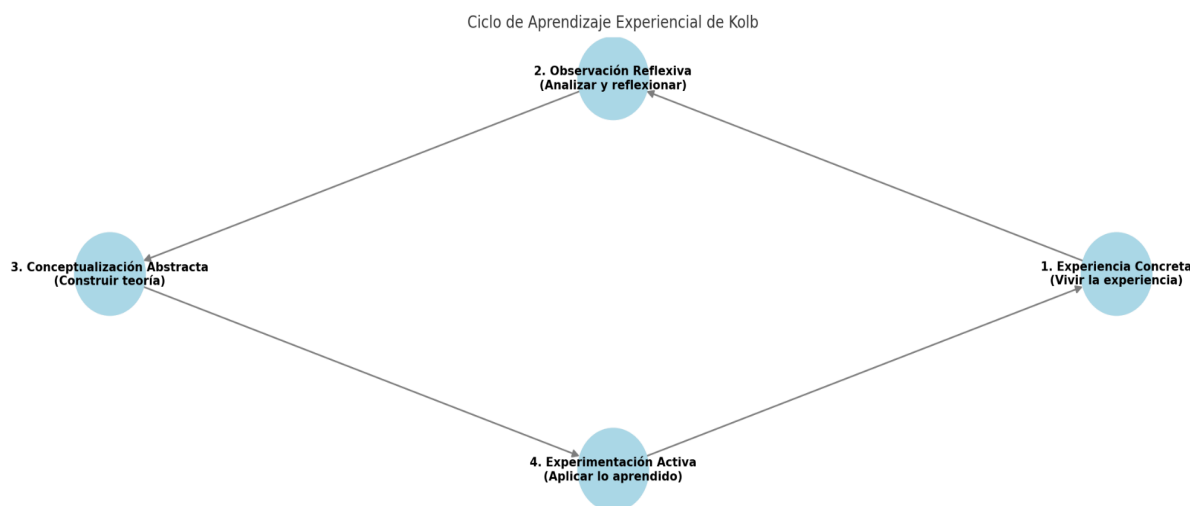 Ciclo de Aprendizaje Experiencial de Kolb
2. Observación Reflexiva
(Analizar y reflexionar)
3. Conceptualización Abstracta
(Construir teoría)
1. Experiencia Concreta
(Vivir la experiencia)
4. Experimentación Activa
(Aplicar lo aprendido)